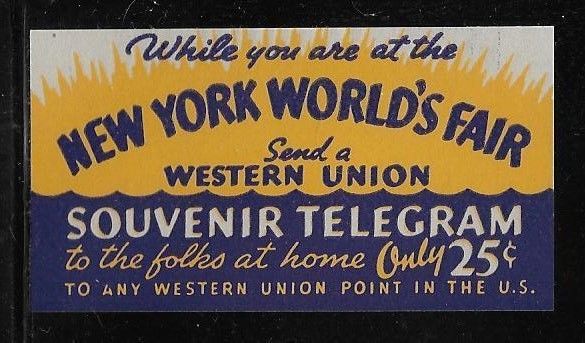 While you are at the
NEW YORK WORLD'S FAIR
Send a
WESTERN UNION
SOUVENIR TELEGRAM
to the folks at home Only 25¢
TO ANY WESTERN UNION POINT IN THE U.S.